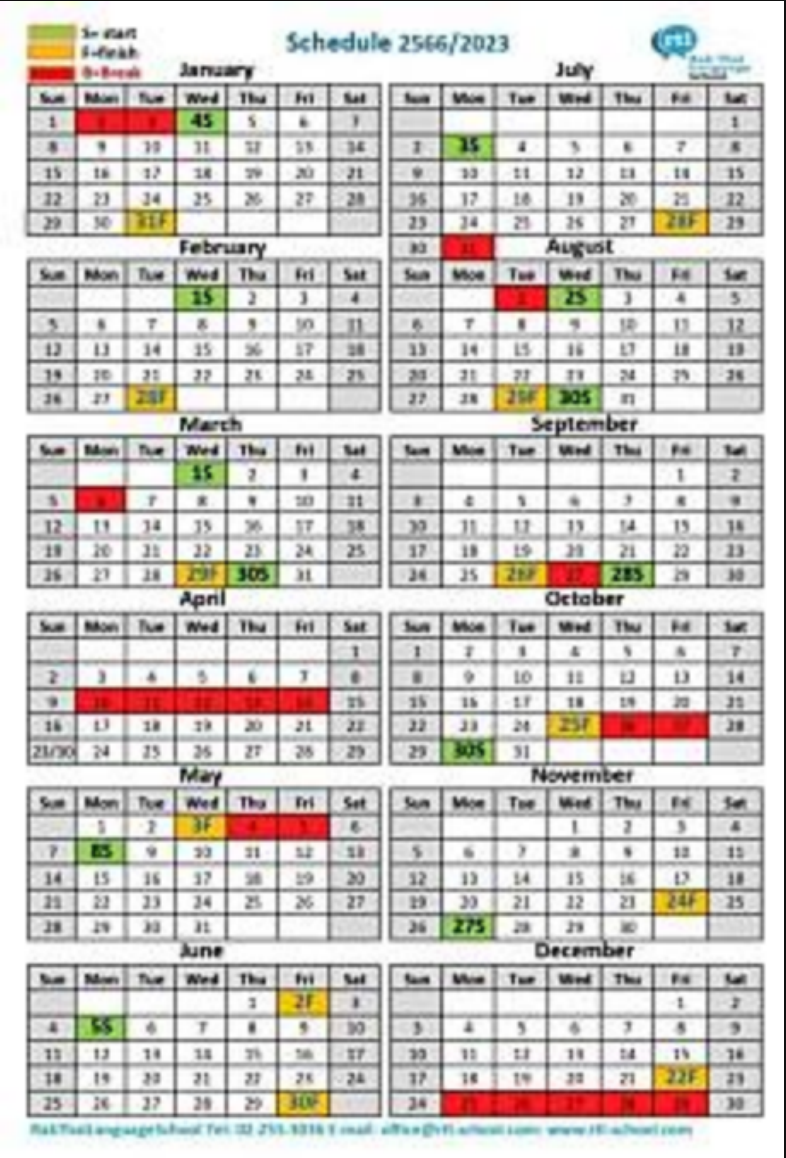 S= start
F=finish
B=Break
Schedule 2566/2023
rtl
Rak Thai
Language
School
January
Sun Mon Tue Wed Thu Fri Sat
1 2 3 4S 5 6 7
8 9 10 11 12 13 14
15 16 17 18 19 20 21
22 23 24 25 26 27 28
29 30 31F
February
Sun Mon Tue Wed Thu Fri Sat
1S 2 3 4
5 6 7 8 9 10 11
12 13 14 15 16 17 18
19 20 21 22 23 24 25
26 27 28F
March
Sun Mon Tue Wed Thu Fri Sat
1S 2 3 4
5 6 7 8 9 10 11
12 13 14 15 16 17 18
19 20 21 22 23 24 25
26 27 28 29F 30S 31
April
Sun Mon Tue Wed Thu Fri Sat
1
2 3 4 5 6 7 8
9 10 11 12 13 14 15
16 17 18 19 20 21 22
23/30 24 25 26 27 28 29
May
Sun Mon Tue Wed Thu Fri Sat
1 2 3F 4 5 6
7 8S 9 10 11 12 13
14 15 16 17 18 19 20
21 22 23 24 25 26 27
28 29 30 31
June
Sun Mon Tue Wed Thu Fri Sat
1 2F 3
4 5S 6 7 8 9 10
11 12 13 14 15 16 17
18 19 20 21 22 23 24
25 26 27 28 29 30F
July
Sun Mon Tue Wed Thu Fri Sat
1
2 3S 4 5 6 7 8
9 10 11 12 13 14 15
16 17 18 19 20 21 22
23 24 25 26 27 28F 29
30 31
August
Sun Mon Tue Wed Thu Fri Sat
1 2S 3 4 5
6 7 8 9 10 11 12
13 14 15 16 17 18 19
20 21 22 23 24 25 26
27 28 29F 30S 31
September
Sun Mon Tue Wed Thu Fri Sat
1 2
3 4 5 6 7 8 9
10 11 12 13 14 15 16
17 18 19 20 21 22 23
24 25 26F 27 28S 29 30
October
Sun Mon Tue Wed Thu Fri Sat
1 2 3 4 5 6 7
8 9 10 11 12 13 14
15 16 17 18 19 20 21
22 23 24 25F 26 27 28
29 30S 31
November
Sun Mon Tue Wed Thu Fri Sat
1 2 3 4
5 6 7 8 9 10 11
12 13 14 15 16 17 18
19 20 21 22 23 24F 25
26 27S 28 29 30
December
Sun Mon Tue Wed Thu Fri Sat
1 2
3 4 5 6 7 8 9
10 11 12 13 14 15 16
17 18 19 20 21 22F 23
24 25 26 27 28 29 30
RakThaiLanguageSchool Tel: 02 255 E-mail: office@rtl-school.com www.rtl-school.com